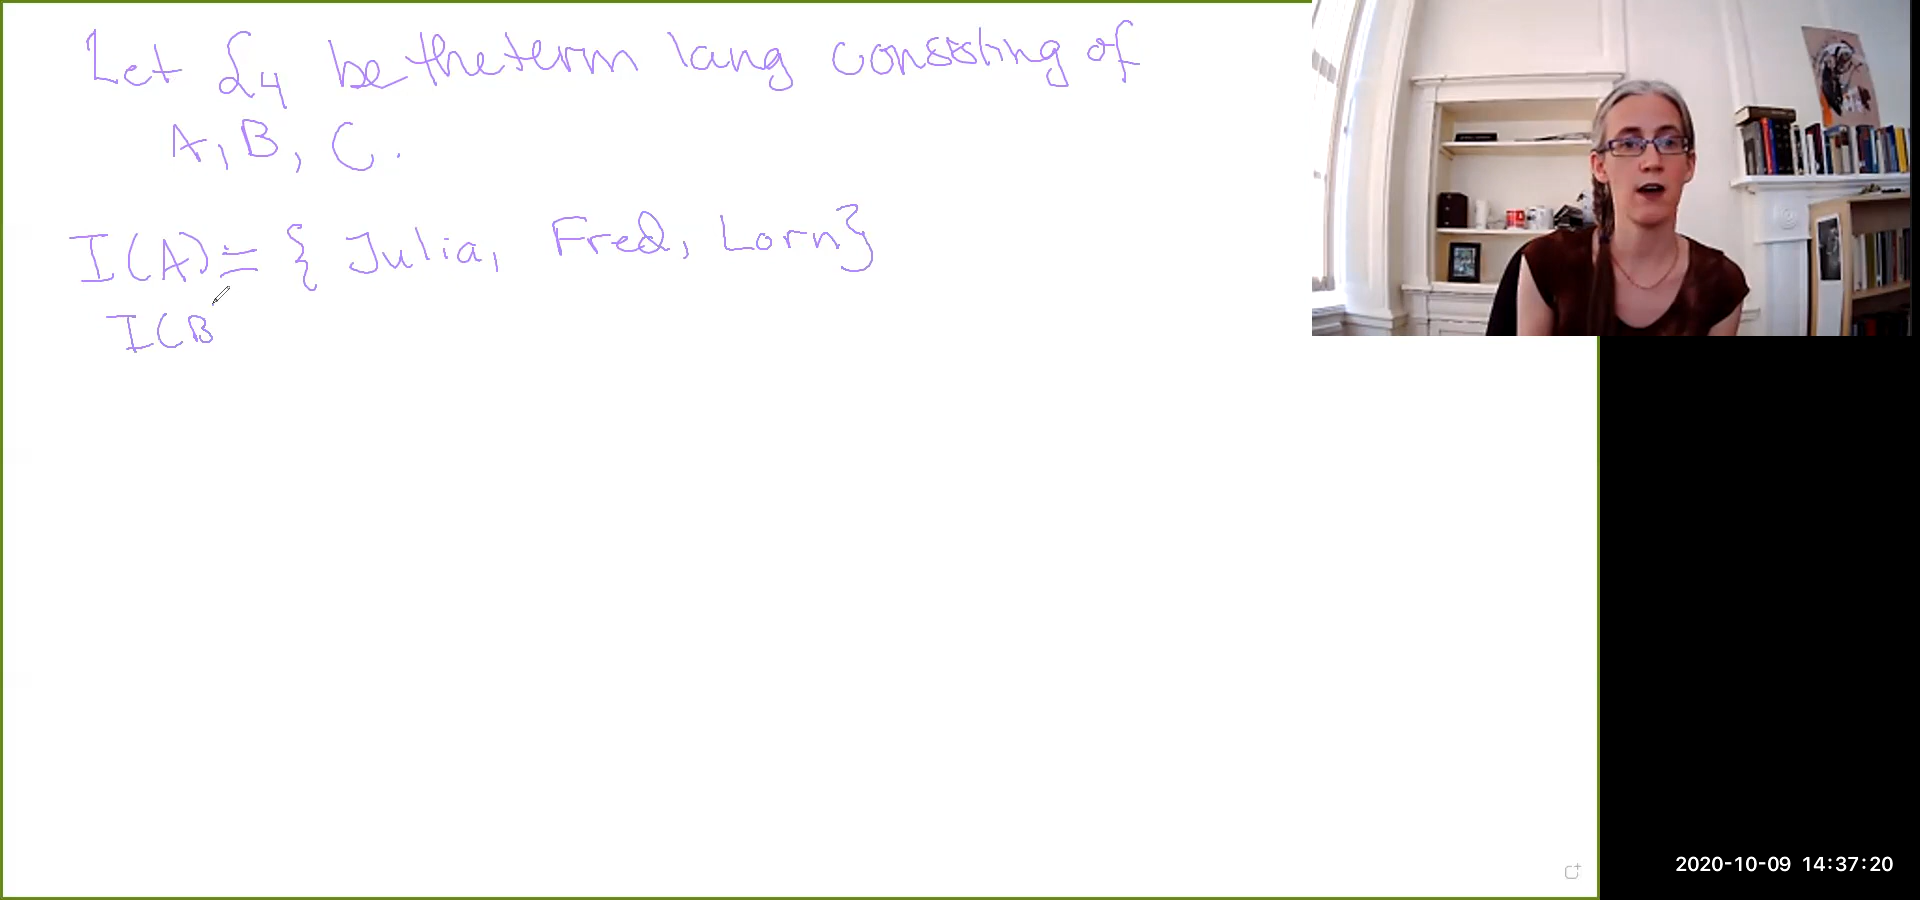 Let L4 be the term lang consisting of
A, B, C.
I(A) = { Julia, Fred, Lorn}
I(B
2020-10-09 14:37:20